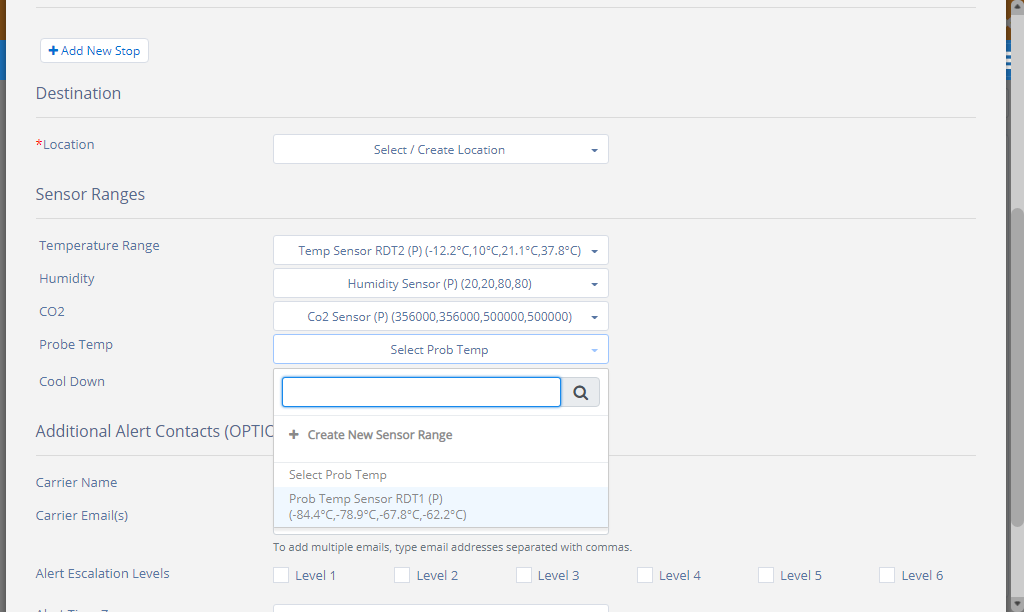 Add New Stop
Destination
*Location
Select / Create Location
Sensor Ranges
Temperature Range
Temp Sensor RDT2 (P) (-12.2°C,10°C,21.1°C,37.8°C)
Humidity
Humidity Sensor (P) (20,20,80,80)
CO2
Co2 Sensor (P) (356000,356000,500000,500000)
Probe Temp
Select Prob Temp
Cool Down
Create New Sensor Range
Select Prob Temp
Prob Temp Sensor RDT1 (P)
(-84.4°C,-78.9°C,-67.8°C,-62.2°C)
Additional Alert Contacts (OPTIO
Carrier Name
Carrier Email(s)
To add multiple emails, type email addresses separated with commas.
Alert Escalation Levels
Level 1
Level 2
Level 3
Level 4
Level 5
Level 6